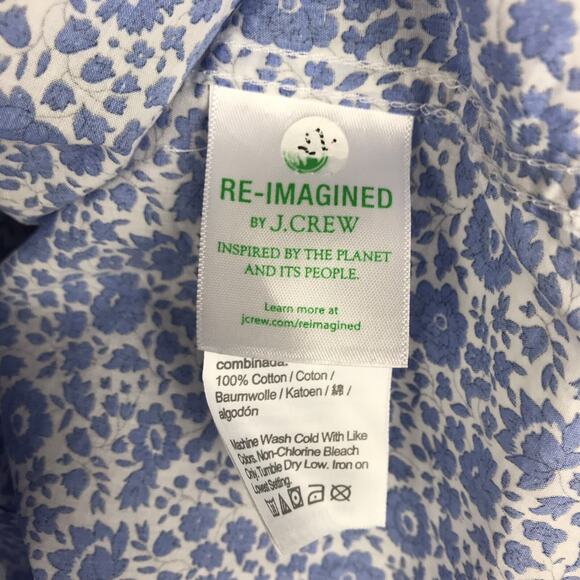 RE-IMAGINED
BY J.CREW
INSPIRED BY THE PLANET
AND ITS PEOPLE.
Learn more at
jcrew.com/reimagined
combinada:
100% Cotton / Coton /
Baumwolle / Katoen / 綿 /
algodón
Machine Wash Cold With Like
Colors. Non-Chlorine Bleach
Only. Tumble Dry Low. Iron on
Lowest Setting.